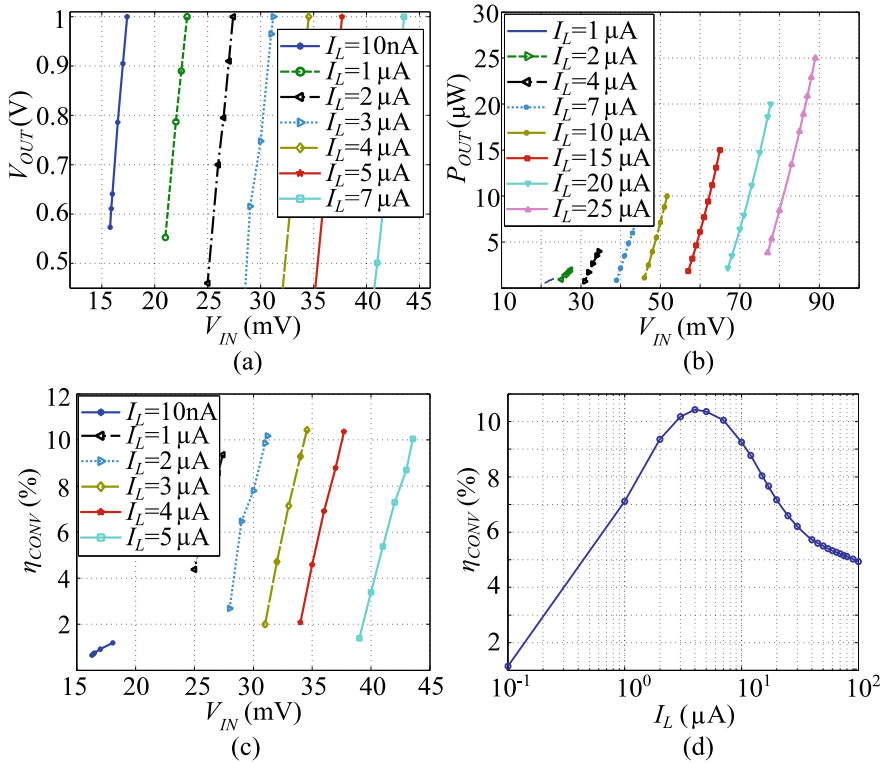 1
0.9
0.8
0.7
0.6
0.5
V_OUT (V)
I_L=10nA
I_L=1 µA
I_L=2 µA
I_L=3 µA
I_L=4 µA
I_L=5 µA
I_L=7 µA
15 20 25 30 35 40 45
V_IN (mV)
(a)
30
25
20
15
10
5
P_OUT (µW)
I_L=1 µA
I_L=2 µA
I_L=4 µA
I_L=7 µA
I_L=10 µA
I_L=15 µA
I_L=20 µA
I_L=25 µA
10 30 50 70 90
V_IN (mV)
(b)
12
10
8
6
4
2
η_CONV (%)
I_L=10nA
I_L=1 µA
I_L=2 µA
I_L=3 µA
I_L=4 µA
I_L=5 µA
15 20 25 30 35 40 45
V_IN (mV)
(c)
10
8
6
4
2
η_CONV (%)
10^-1 10^0 10^1 10^2
I_L (µA)
(d)